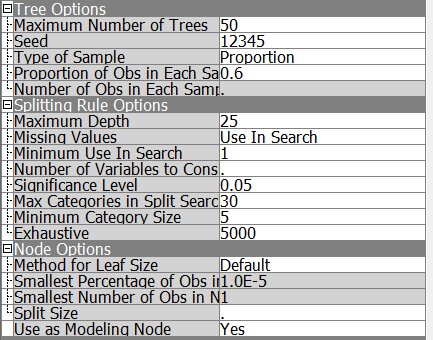 Tree Options
Maximum Number of Trees 50
Seed 12345
Type of Sample Proportion
Proportion of Obs in Each Sa 0.6
Number of Obs in Each Samp .
Splitting Rule Options
Maximum Depth 25
Missing Values Use In Search
Minimum Use In Search 1
Number of Variables to Cons .
Significance Level 0.05
Max Categories in Split Searc 30
Minimum Category Size 5
Exhaustive 5000
Node Options
Method for Leaf Size Default
Smallest Percentage of Obs in 1.0E-5
Smallest Number of Obs in N 1
Split Size .
Use as Modeling Node Yes